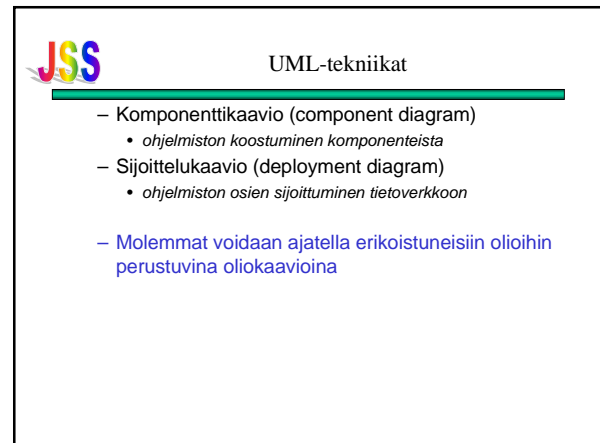 JSS
UML-tekniikat
– Komponenttikaavio (component diagram)
• ohjelmiston koostuminen komponenteista
– Sijoittelukaavio (deployment diagram)
• ohjelmiston osien sijoittuminen tietoverkkoon
– Molemmat voidaan ajatella erikoistuneisiin olioihin
perustuvina oliokaavioina